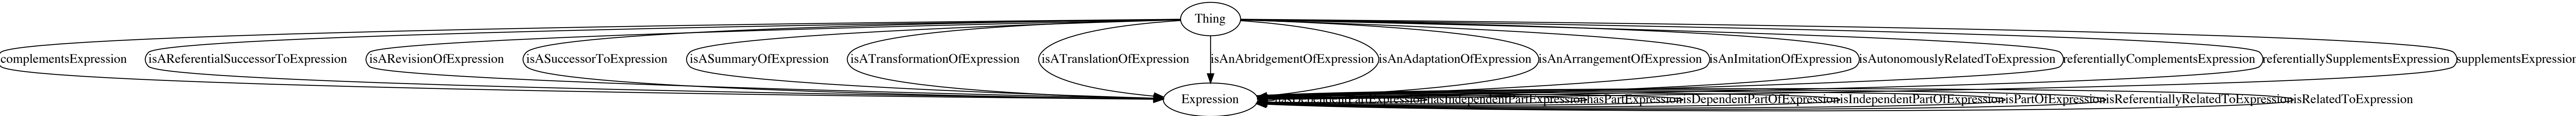 Thing
complementsExpression isAReferentialSuccessorToExpression isARevisionOfExpression isASuccessorToExpression isASummaryOfExpression isATransformationOfExpression isATranslationOfExpression isAnAbridgementOfExpression isAnAdaptationOfExpression isAnArrangementOfExpression isAnImitationOfExpression isAutonomouslyRelatedToExpression referentiallyComplementsExpression referentiallySupplementsExpression supplementsExpression
Expression hasDependentPartExpression hasIndependentPartExpression hasPartExpression isDependentPartOfExpression isIndependentPartOfExpression isPartOfExpression isReferentiallyRelatedToExpression isRelatedToExpression